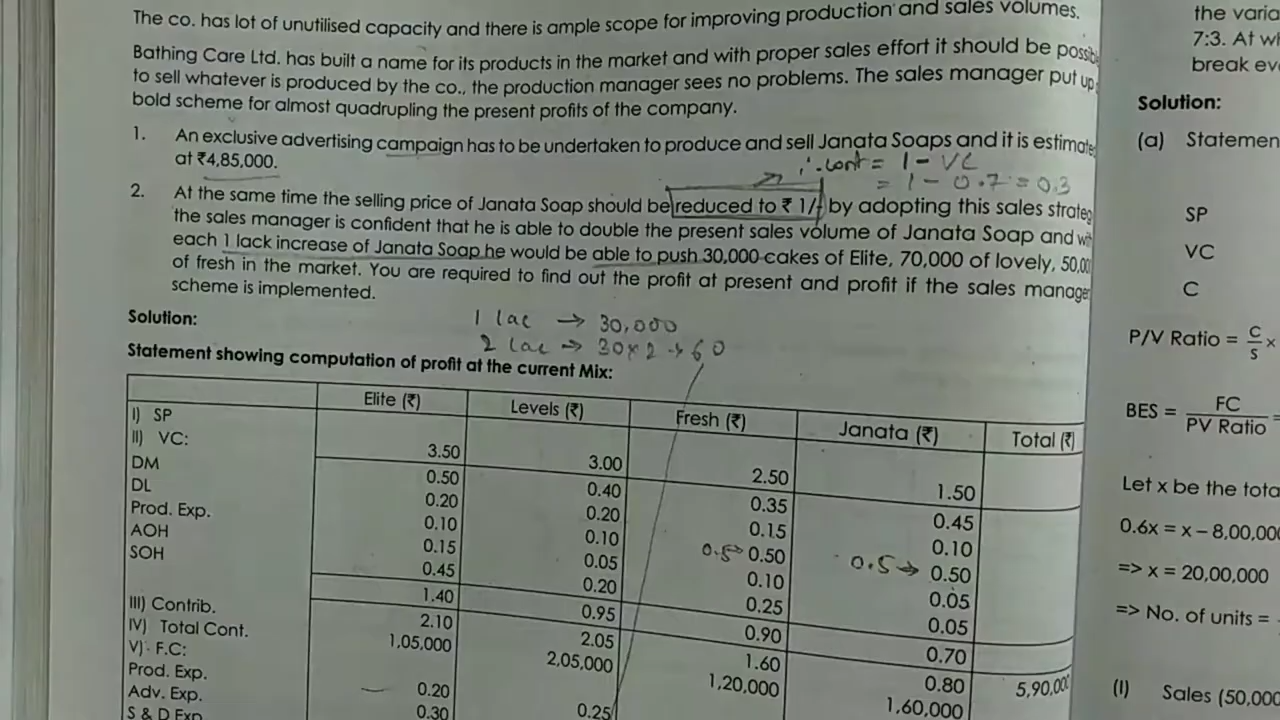 The co. has lot of unutilised capacity and there is ample scope for improving production and sales volumes.
Bathing Care Ltd. has built a name for its products in the market and with proper sales effort it should be possib
to sell whatever is produced by the co., the production manager sees no problems. The sales manager put up
bold scheme for almost quadrupling the present profits of the company.
1. An exclusive advertising campaign has to be undertaken to produce and sell Janata Soaps and it is estimate
at ₹4,85,000.
∴ Cont = 1 - VC
= 1 - 0.7 = 0.3
2. At the same time the selling price of Janata Soap should be reduced to ₹ 1/- by adopting this sales strateg
the sales manager is confident that he is able to double the present sales volume of Janata Soap and wit
each 1 lack increase of Janata Soap he would be able to push 30,000 cakes of Elite, 70,000 of lovely, 50,00
of fresh in the market. You are required to find out the profit at present and profit if the sales manager
scheme is implemented.
Solution:
1 lac → 30,000
2 lac → 30×2 → 60
Statement showing computation of profit at the current Mix:
Elite (₹) Levels (₹) Fresh (₹) Janata (₹) Total (₹)
I) SP 3.50 3.00 2.50 1.50
II) VC:
DM 0.50 0.40 0.35 0.45
DL 0.20 0.20 0.15 0.10
Prod. Exp. 0.10 0.10 0.5→ 0.50 0.5→ 0.50
AOH 0.15 0.05 0.10 0.05
SOH 0.45 0.20 0.25 0.05
1.40 0.95 0.90 0.70
III) Contrib. 2.10 2.05 1.60 0.80
IV) Total Cont. 1,05,000 2,05,000 1,20,000 1,60,000 5,90,000
V) F.C:
Prod. Exp. 0.20 0.25
Adv. Exp. 0.30
S & D Exp
the varia
7:3. At wh
break eve
Solution:
(a) Statemen
SP
VC
C
P/V Ratio = C/S ×
BES = FC/PV Ratio =
Let x be the tota
0.6x = x – 8,00,000
=> x = 20,00,000
=> No. of units =
(I) Sales (50,000